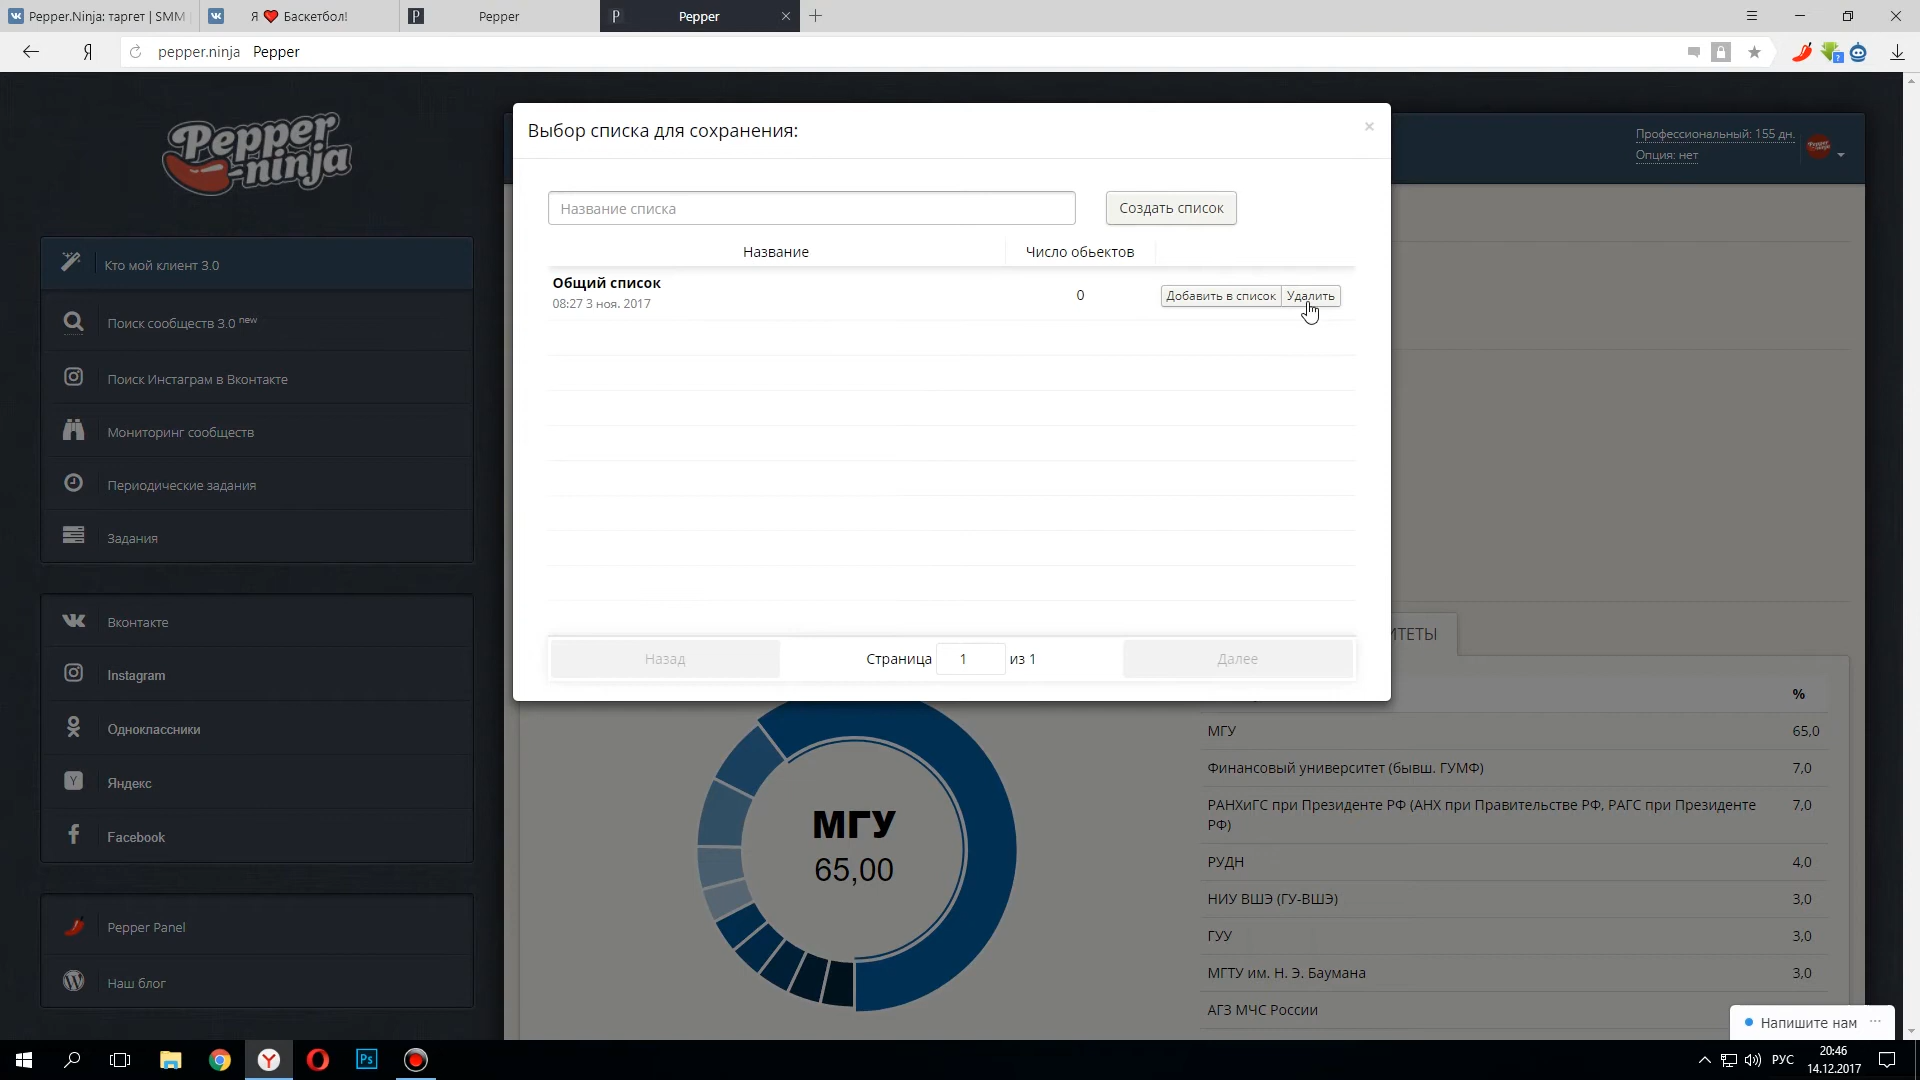 Pepper.Ninja: таргет | SMM
Я ❤ Баскетбол!
Pepper
Pepper
pepper.ninja Pepper
Pepper
-ninja
Выбор списка для сохранения:
Профессиональный: 155 дн.
Опция: нет
Название списка
Создать список
Название
Число обьектов
Общий список
08:27 3 ноя. 2017
0
Добавить в список
Удалить
Назад
Страница 1 из 1
Далее
Кто мой клиент 3.0
Поиск сообществ 3.0 new
Поиск Инстаграм в Вконтакте
Мониторинг сообществ
Периодические задания
Задания
Вконтакте
Instagram
Одноклассники
Яндекс
Facebook
Pepper Panel
Наш блог
ИТЕТЫ
%
МГУ
65,00
МГУ 65,0
Финансовый университет (бывш. ГУМФ) 7,0
РАНХиГС при Президенте РФ (АНХ при Правительстве РФ, РАГС при Президенте 7,0
РФ)
РУДН 4,0
НИУ ВШЭ (ГУ-ВШЭ) 3,0
ГУУ 3,0
МГТУ им. Н. Э. Баумана 3,0
АГЗ МЧС России
Напишите нам
РУС
20:46
14.12.2017